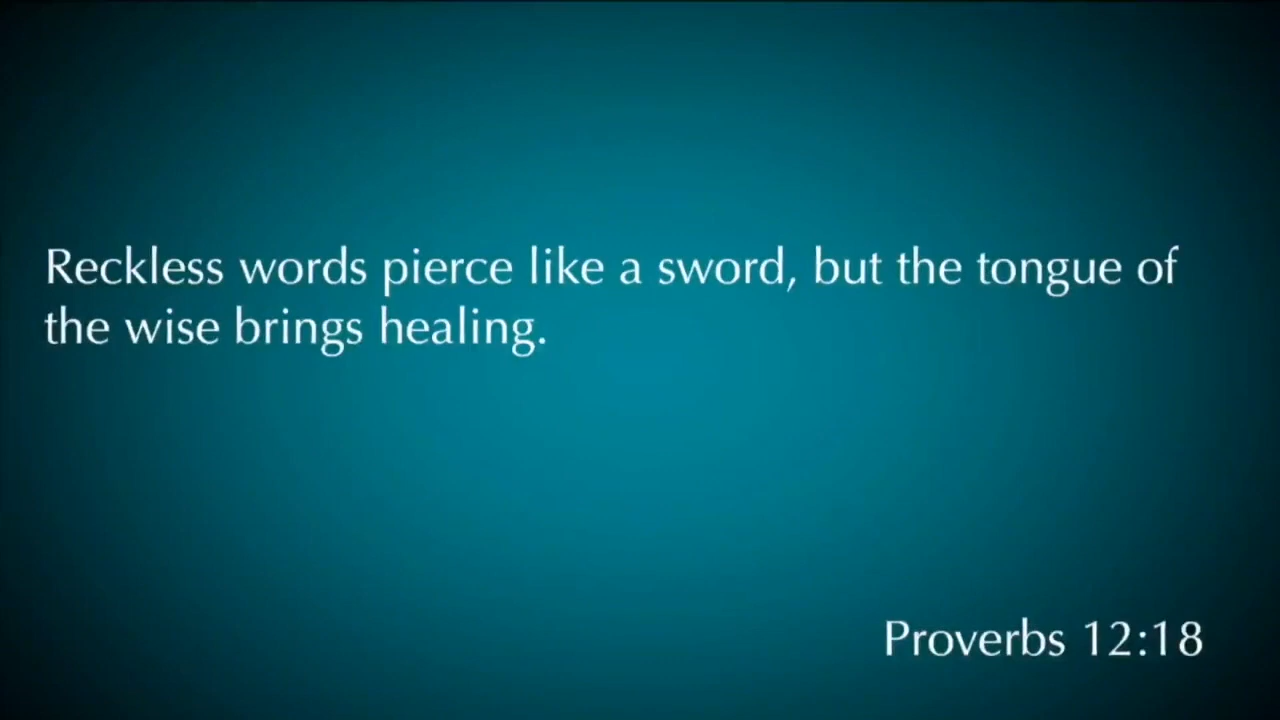 Reckless words pierce like a sword, but the tongue of
the wise brings healing.
Proverbs 12:18